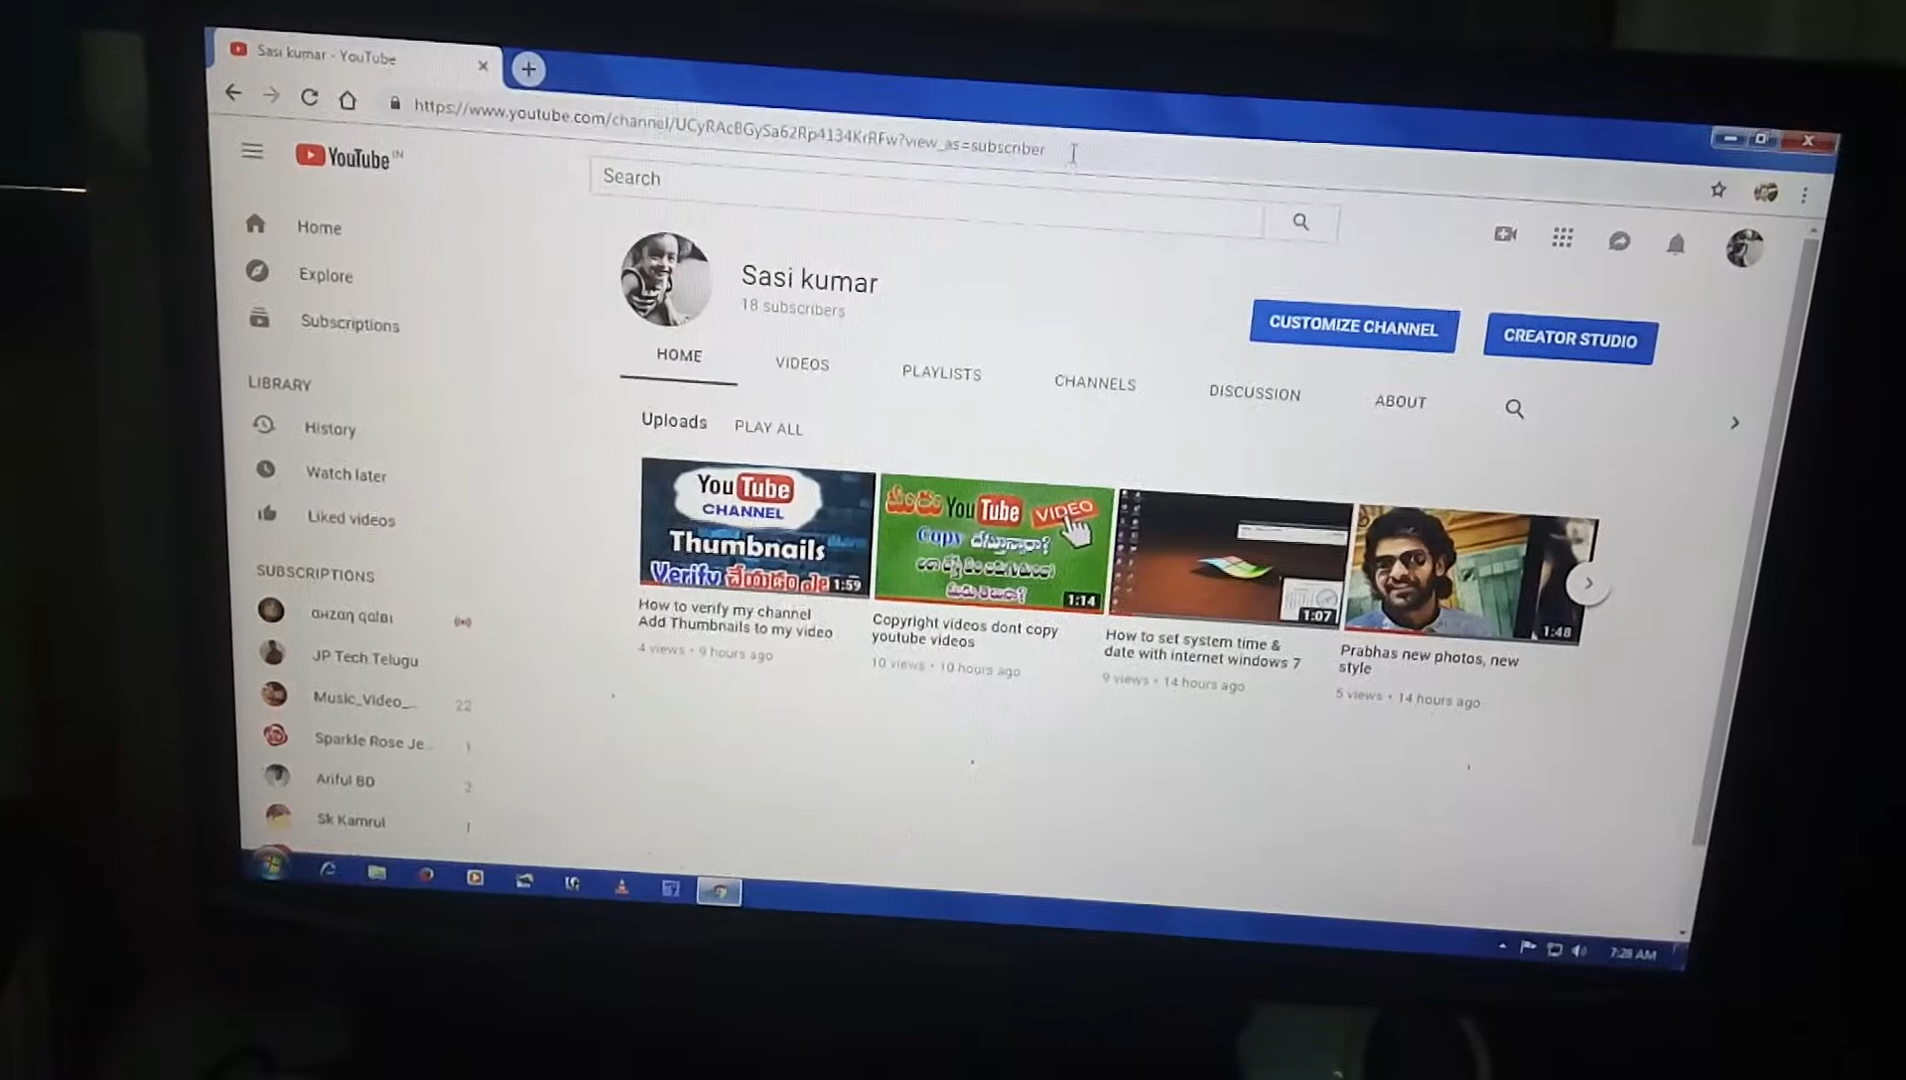 Sasi kumar - YouTube
https://www.youtube.com/channel/UCyRAcBGySa62Rp4134KrRFw?view_as=subscriber
YouTube IN
Search
Home
Explore
Subscriptions
LIBRARY
History
Watch later
Liked videos
SUBSCRIPTIONS
JP Tech Telugu
Music_Video_...
22
Sparkle Rose Je...
1
Ariful BD
2
Sk Kamrul
1
Sasi kumar
18 subscribers
CUSTOMIZE CHANNEL
CREATOR STUDIO
HOME
VIDEOS
PLAYLISTS
CHANNELS
DISCUSSION
ABOUT
Uploads
PLAY ALL
YouTube
CHANNEL
Thumbnails
Verify చేయడం ఎలా
1:59
How to verify my channel
Add Thumbnails to my video
4 views • 9 hours ago
మీరు YouTube VIDEO
Copy చేస్తున్నారా?
1:14
Copyright videos dont copy
youtube videos
10 views • 10 hours ago
1:07
How to set system time &
date with internet windows 7
9 views • 14 hours ago
1:48
Prabhas new photos, new
style
5 views • 14 hours ago
7:28 AM